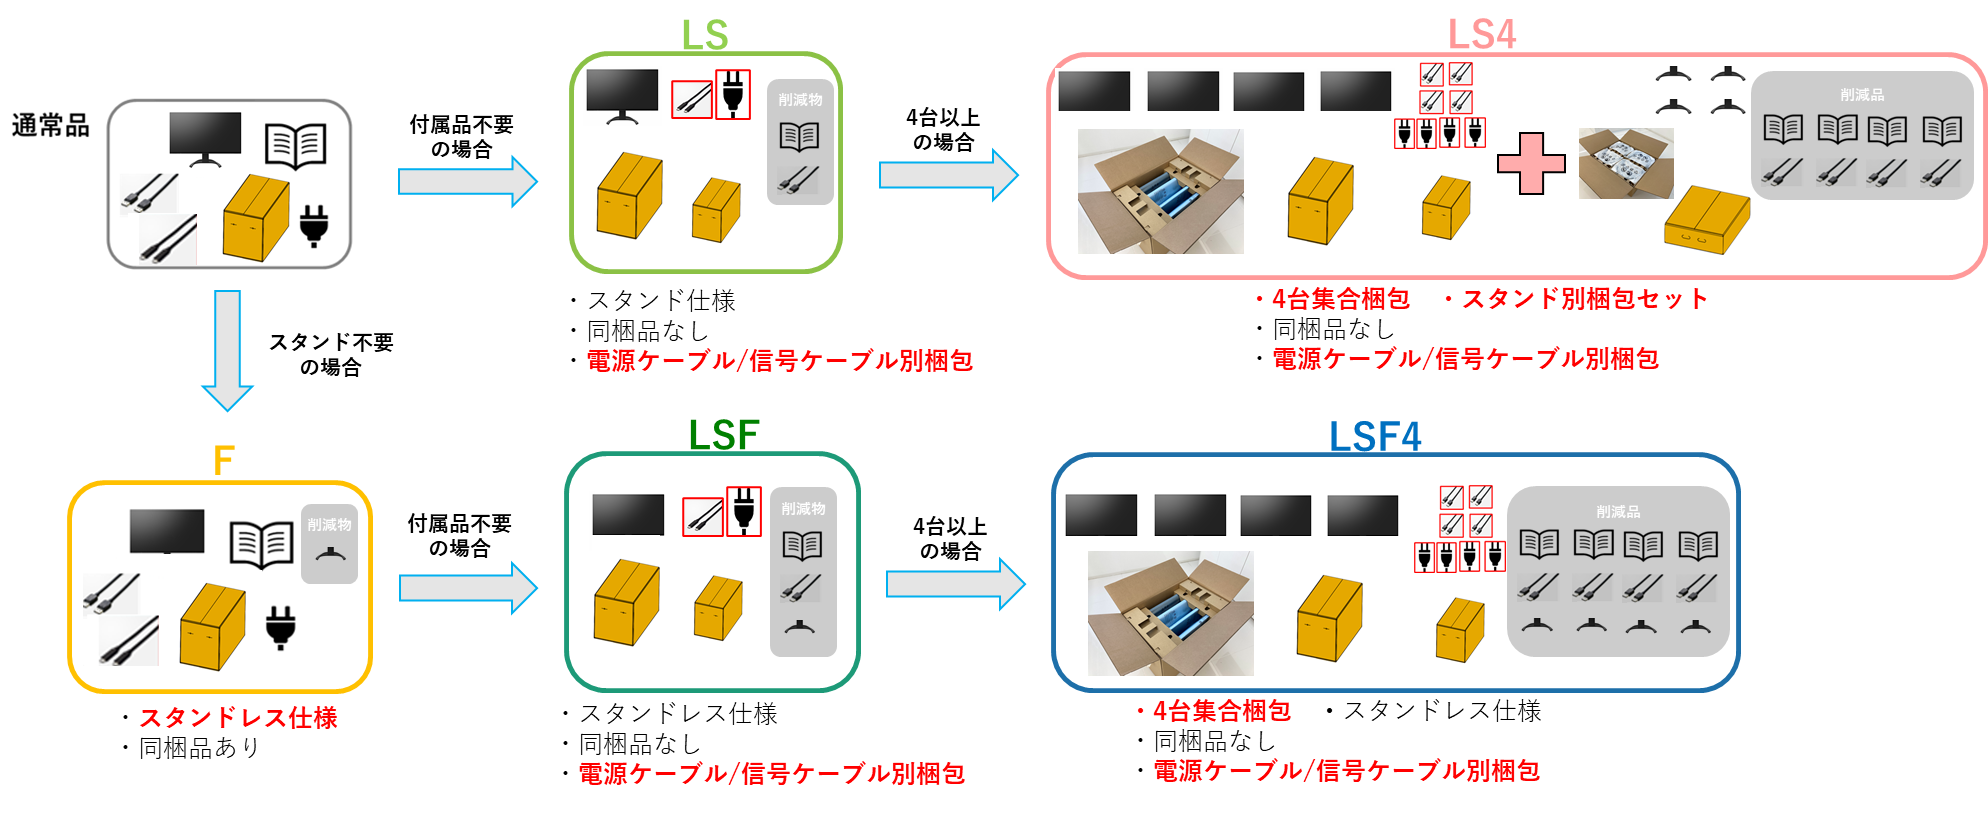 通常品
付属品不要
の場合
LS
削減物
・スタンド仕様
・同梱品なし
・電源ケーブル/信号ケーブル別梱包
4台以上
の場合
LS4
削減品
・4台集合梱包　・スタンド別梱包セット
・同梱品なし
・電源ケーブル/信号ケーブル別梱包
スタンド不要
の場合
F
削減物
・スタンドレス仕様
・同梱品あり
付属品不要
の場合
LSF
削減物
・スタンドレス仕様
・同梱品なし
・電源ケーブル/信号ケーブル別梱包
4台以上
の場合
LSF4
削減品
・4台集合梱包　・スタンドレス仕様
・同梱品なし
・電源ケーブル/信号ケーブル別梱包